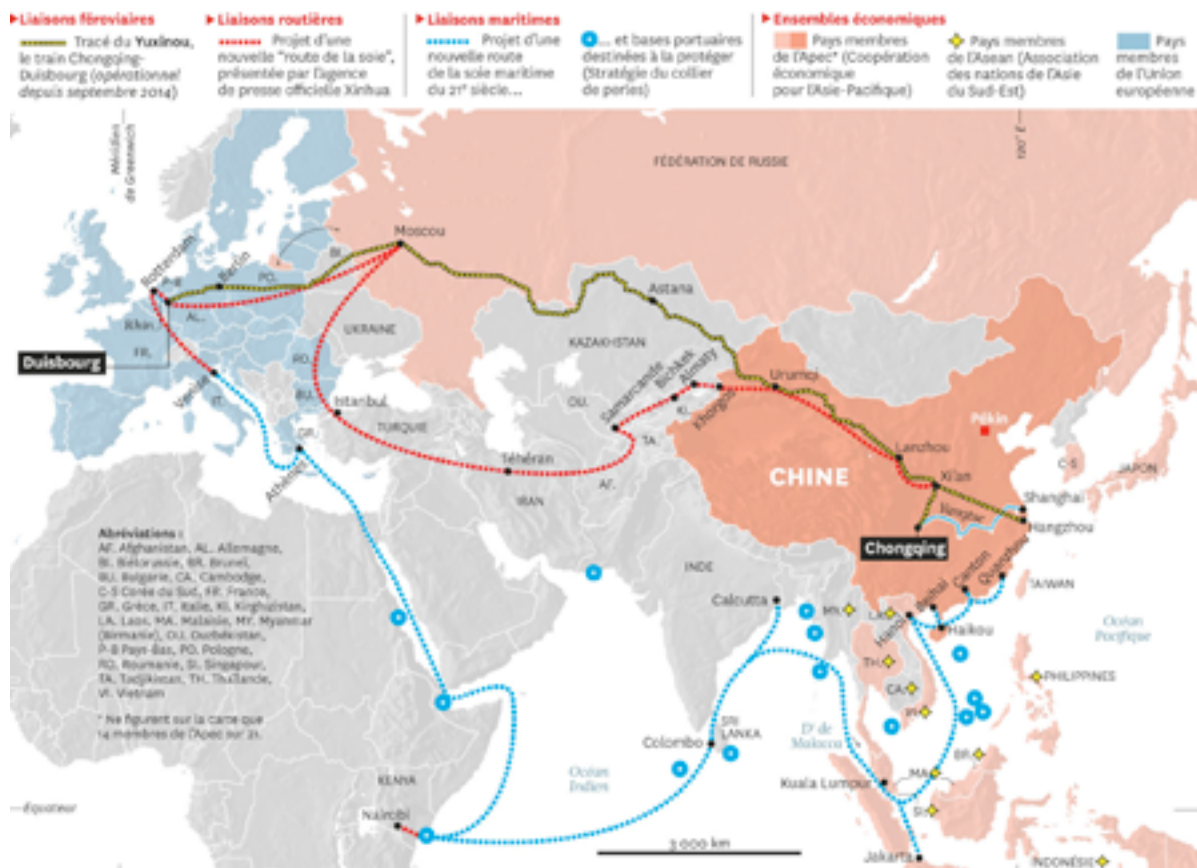 ▶Liaisons féroviaires
Tracé du Yuxinou,
le train Chongqing-
Duisbourg (opérationnel
depuis septembre 2014)
▶Liaisons routières
Projet d'une
nouvelle "route de la soie",
présentée par l'agence
de presse officielle Xinhua
▶Liaisons maritimes
Projet d'une
nouvelle route
de la soie maritime
du 21e siècle...
... et bases portuaires
destinées à la protéger
(Stratégie du collier
de perles)
▶Ensembles économiques
Pays membres
de l'Apec* (Coopération
économique
pour l'Asie-Pacifique)
Pays membres
de l'Asean (Association
des nations de l'Asie
du Sud-Est)
Pays
membres
de l'Union
européenne
Méridien
de Greenwich
120° E
FÉDÉRATION DE RUSSIE
Moscou
Rotterdam
Berlin
P-B
PO.
BI.
AL.
Rhin
FR.
Duisbourg
UKRAINE
Astana
KAZAKHSTAN
Venise
IT.
RO.
BU.
Istanbul
GR.
Athènes
TURQUIE
Téhéran
IRAN
OU.
Samarcande
Bichkek
Almaty
KI.
TA.
AF.
Khorgos
Urumqi
Lanzhou
Xi'an
Pékin
C-S
JAPON
CHINE
Shanghai
Hangzhou
Yangtze
Chongqing
Quanzhou
Canton
Beihai
TAIWAN
Haikou
Hanoï
Océan
Pacifique
INDE
Calcutta
MY.
LA.
TH.
CA.
VI.
PHILIPPINES
Abréviations :
AF. Afghanistan, AL. Allemagne,
BI. Biélorussie, BR. Brunei,
BU. Bulgarie, CA. Cambodge,
C-S Corée du Sud, FR. France,
GR. Grèce, IT. Italie, KI. Kirghizistan,
LA. Laos, MA. Malaisie, MY. Myanmar
(Birmanie), OU. Ouzbékistan,
P-B Pays-Bas, PO. Pologne,
RO. Roumanie, SI. Singapour,
TA. Tadjikistan, TH. Thaïlande,
VI. Vietnam
* Ne figurent sur la carte que
14 membres de l'Apec sur 21.
SRI
LANKA
Colombo
Dt de
Malacca
BR.
MA.
Kuala Lumpur
SI.
Océan
Indien
KENYA
Nairobi
Équateur
3 000 km
Jakarta
INDONÉSIE